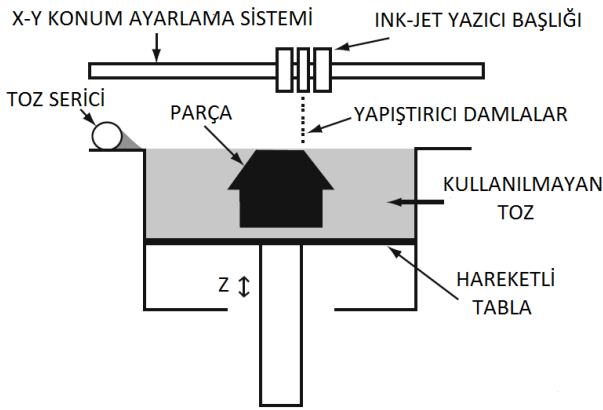 X-Y KONUM AYARLAMA SİSTEMİ
INK-JET YAZICI BAŞLIĞI
TOZ SERİCİ
PARÇA
YAPIŞTIRICI DAMLALAR
KULLANILMAYAN
TOZ
Z
HAREKETLİ
TABLA